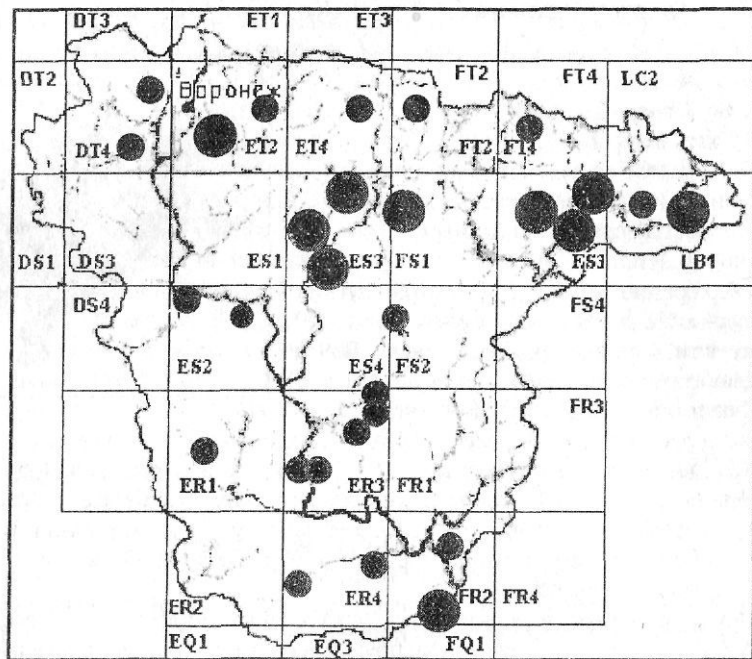 DT3 ET1 ET3
DT2 FT2 FT4 LC2
Воронеж
DT4 ET2 ET4 FT2 FT4
DS1 DS3 ES1 ES3 FS1 ES3 LB1
DS4 FS4
ES2 ES4 FS2
FR3
ER1 ER3 FR1
ER2 ER4 FR2 FR4
EQ1 EQ3 FQ1